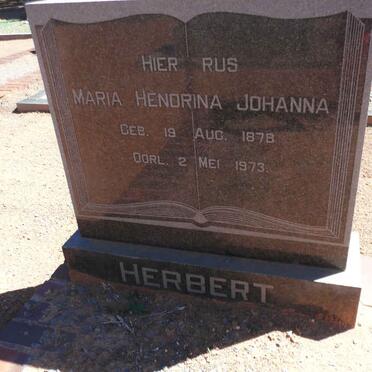 HIER RUS
MARIA HENDRINA JOHANNA
GEB. 19 AUG. 1878
OORL. 2 MEI 1973.
HERBERT